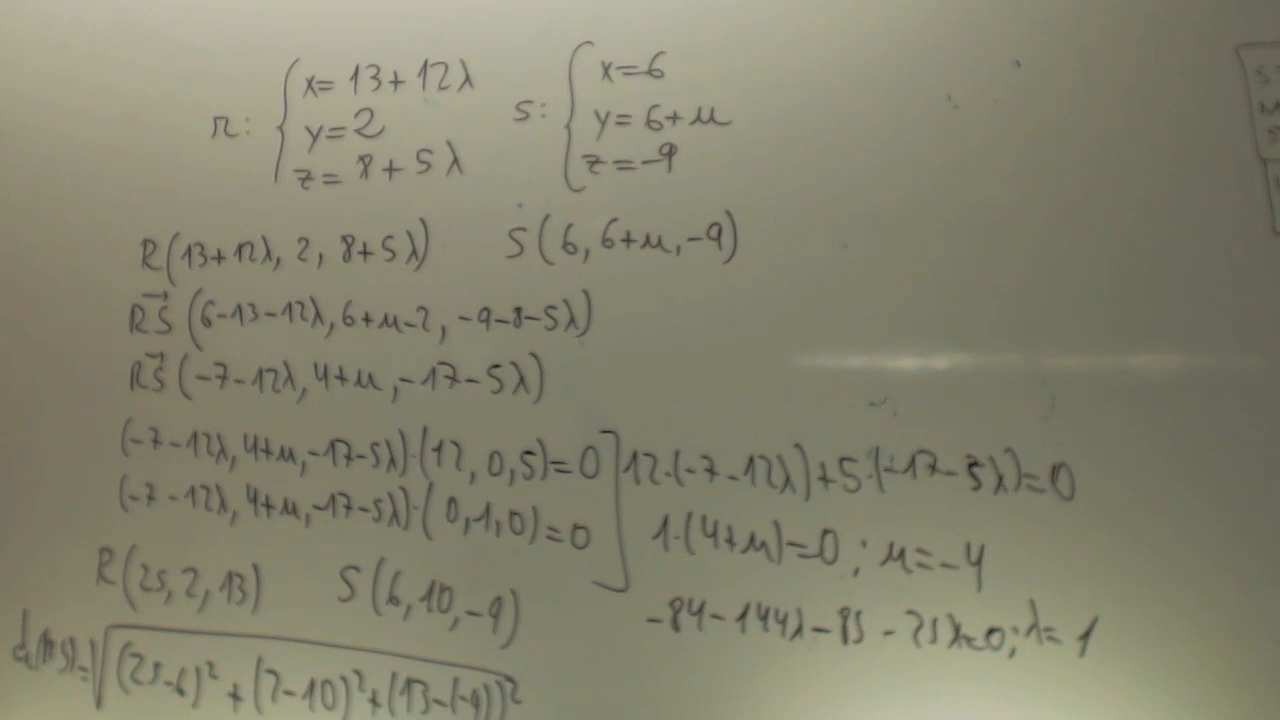 r: { x=13+12λ   s: { x=6
y=2   y=6+μ
z=8+5λ   z=-9
R(13+12λ, 2, 8+5λ)   S(6, 6+μ, -9)
RS⃗ (6-13-12λ, 6+μ-2, -9-8-5λ)
RS⃗ (-7-12λ, 4+μ, -17-5λ)
(-7-12λ, 4+μ, -17-5λ)·(12, 0, 5)=0 ] 12·(-7-12λ)+5·(-17-5λ)=0
(-7-12λ, 4+μ, -17-5λ)·(0, 1, 0)=0   1·(4+μ)=0; μ=-4
R(25, 2, 13)   S(6, 10, -9)   -84-144λ-85-25λ=0; λ=1
d(r,s)=√(25-6)²+(2-10)²+(13-(-9))²